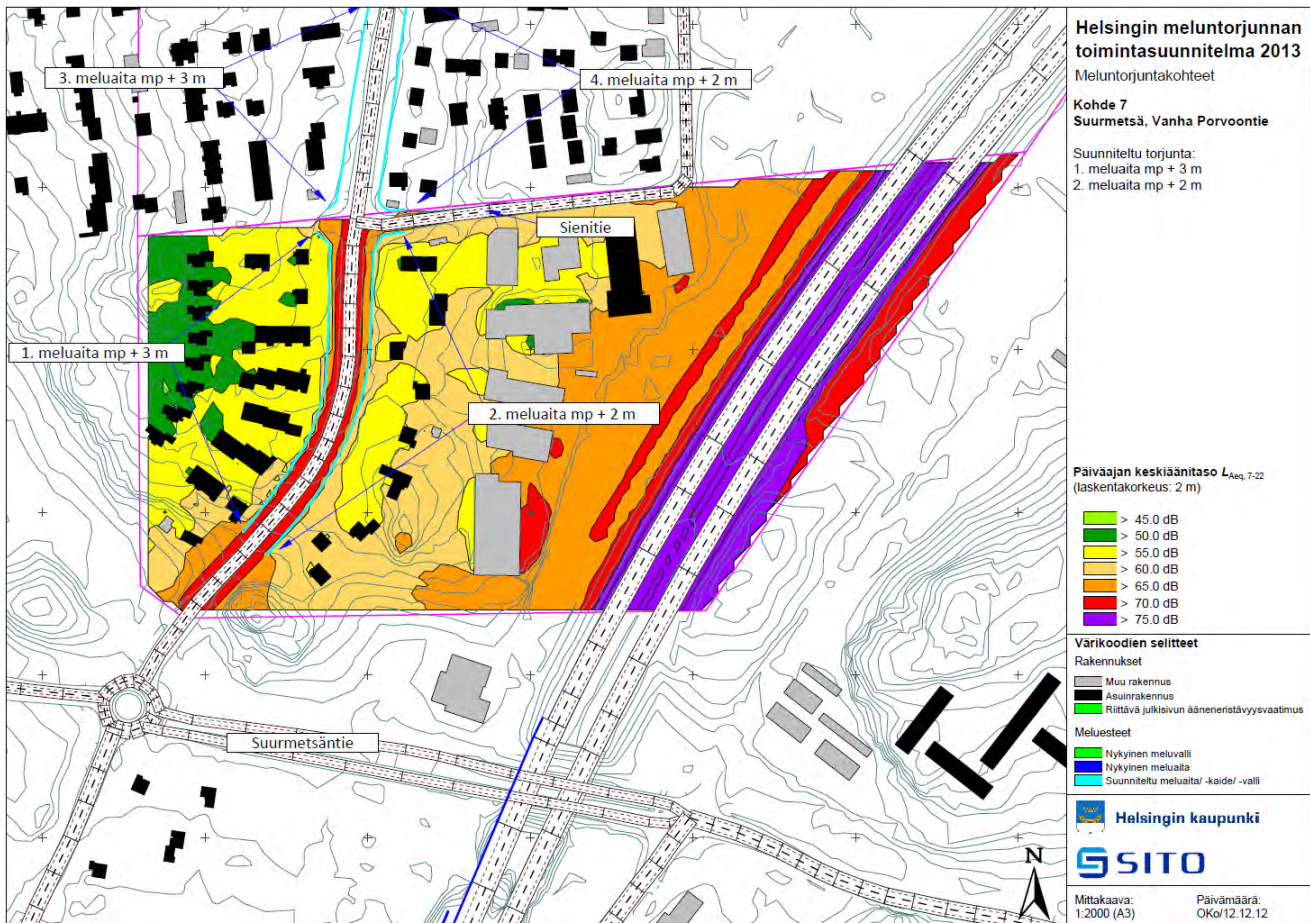 3. meluaita mp + 3 m
4. meluaita mp + 2 m
Sienitie
1. meluaita mp + 3 m
2. meluaita mp + 2 m
Suurmetsäntie
N
Helsingin meluntorjunnan
toimintasuunnitelma 2013
Meluntorjuntakohteet
Kohde 7
Suurmetsä, Vanha Porvoontie
Suunniteltu torjunta:
1. meluaita mp + 3 m
2. meluaita mp + 2 m
Päiväajan keskiäänitaso LAeq, 7-22
(laskentakorkeus: 2 m)
> 45.0 dB
> 50.0 dB
> 55.0 dB
> 60.0 dB
> 65.0 dB
> 70.0 dB
> 75.0 dB
Värikoodien selitteet
Rakennukset
Muu rakennus
Asuinrakennus
Riittävä julkisivun ääneneristävyysvaatimus
Meluesteet
Nykyinen meluvalli
Nykyinen meluaita
Suunniteltu meluaita/ -kaide/ -valli
Helsingin kaupunki
SITO
Mittakaava: Päivämäärä:
1:2000 (A3) OKo/12.12.12